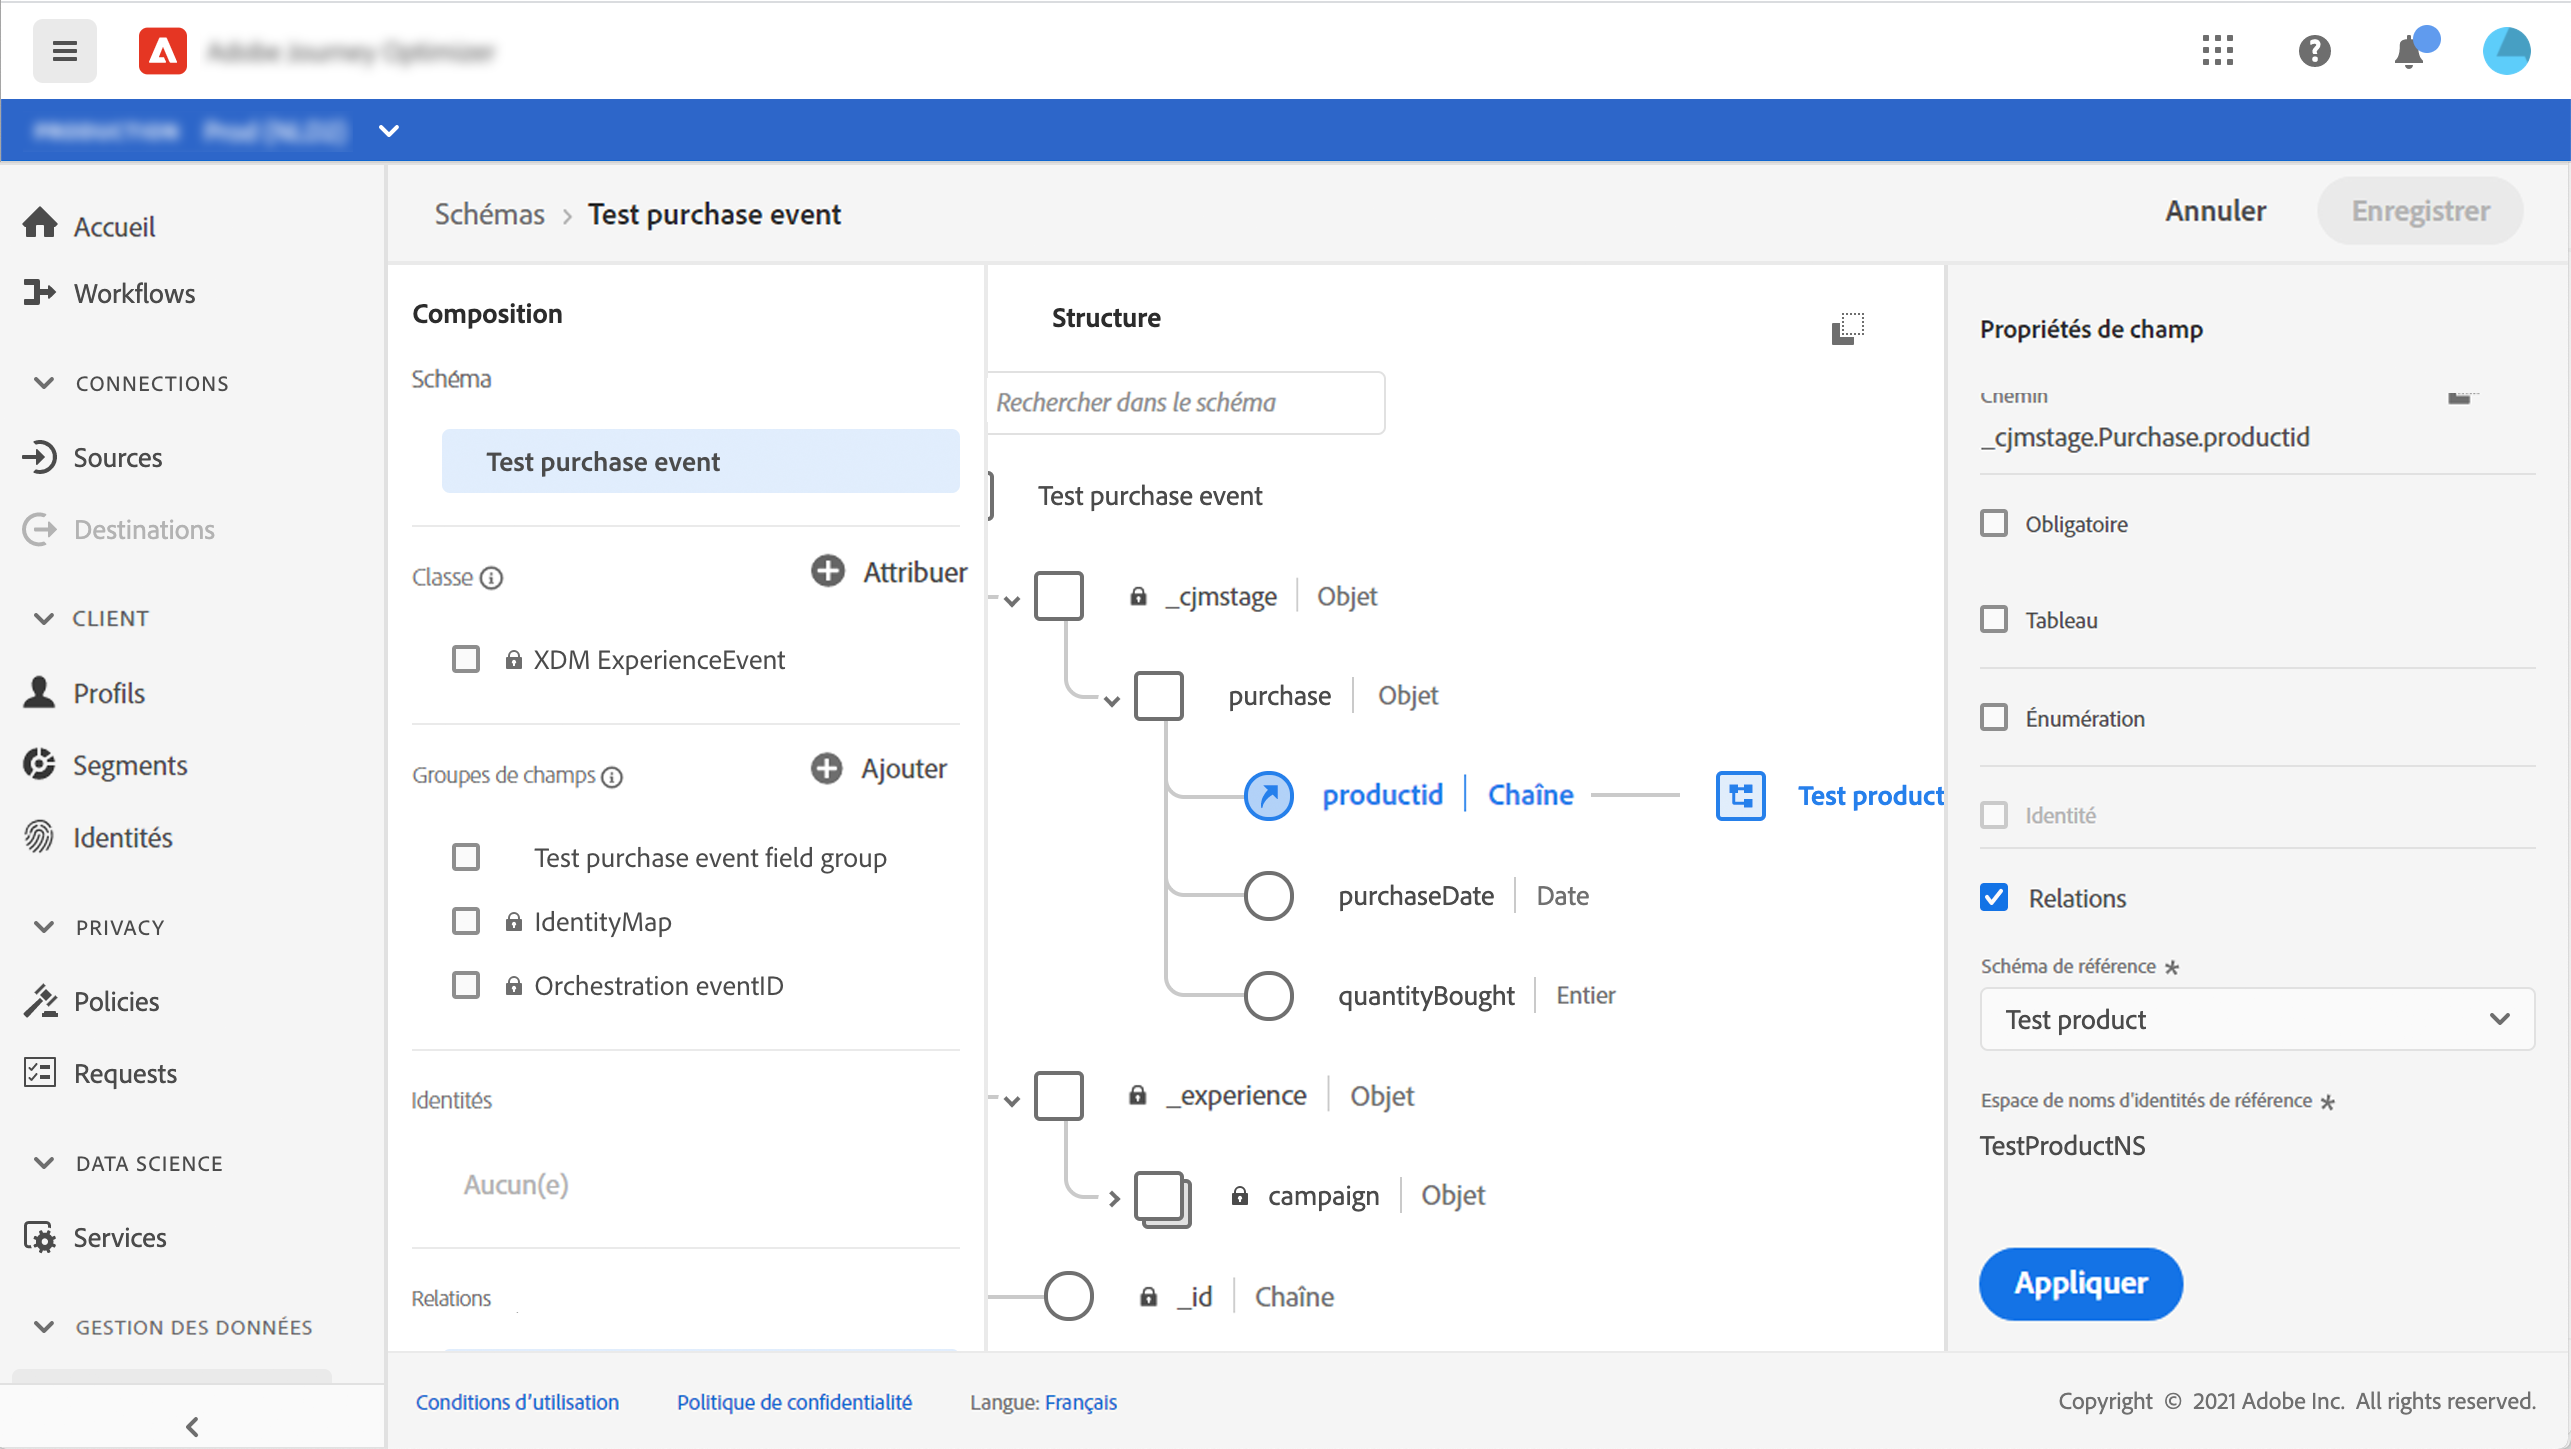 Accueil
Workflows
CONNECTIONS
Sources
Destinations
CLIENT
Profils
Segments
Identités
PRIVACY
Policies
Requests
DATA SCIENCE
Services
GESTION DES DONNÉES
Schémas › Test purchase event
Annuler
Enregistrer
Composition
Schéma
Test purchase event
Classe
Attribuer
XDM ExperienceEvent
Groupes de champs
Ajouter
Test purchase event field group
IdentityMap
Orchestration eventID
Identités
Aucun(e)
Relations
Structure
Rechercher dans le schéma
Test purchase event
_cjmstage | Objet
purchase | Objet
productid | Chaîne
Test product
purchaseDate | Date
quantityBought | Entier
_experience | Objet
campaign | Objet
_id | Chaîne
Propriétés de champ
Chemin
_cjmstage.Purchase.productid
Obligatoire
Tableau
Énumération
Identité
Relations
Schéma de référence *
Test product
Espace de noms d'identités de référence *
TestProductNS
Appliquer
Conditions d'utilisation
Politique de confidentialité
Langue: Français
Copyright © 2021 Adobe Inc. All rights reserved.